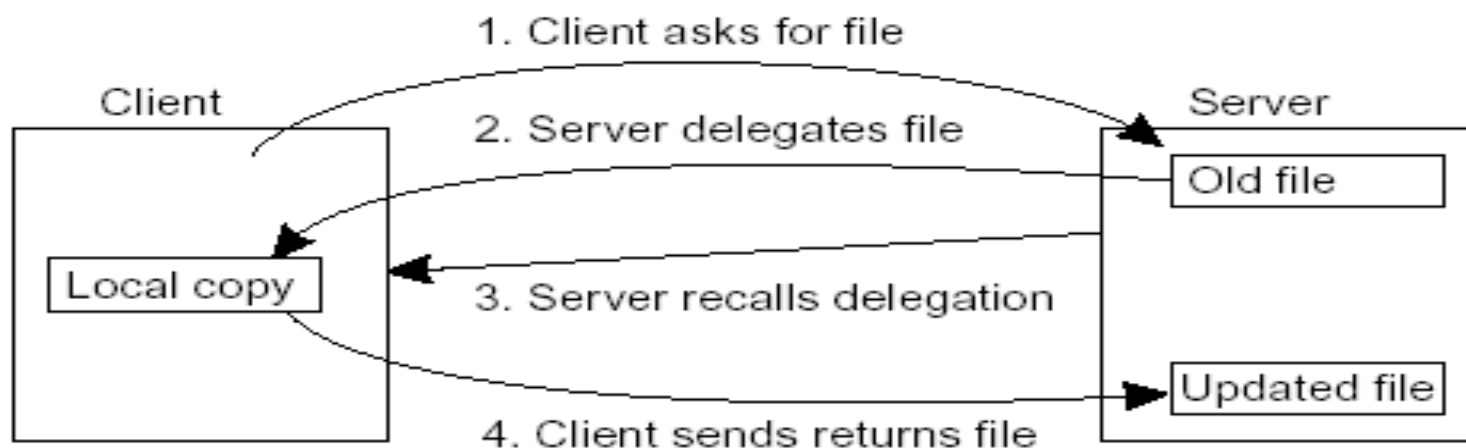 1. Client asks for file
Client
Server
2. Server delegates file
Old file
Local copy
3. Server recalls delegation
Updated file
4. Client sends returns file